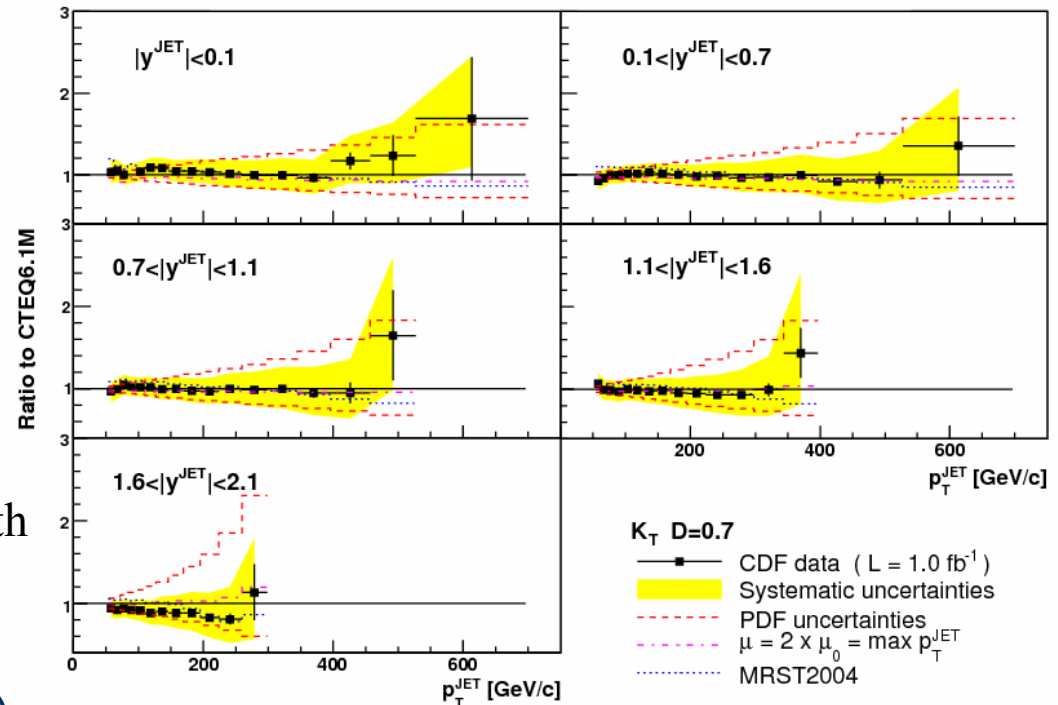 3
|y^JET|<0.1
0.1<|y^JET|<0.7
2
1
3
0.7<|y^JET|<1.1
1.1<|y^JET|<1.6
2
1
Ratio to CTEQ6.1M
3
200 400 600
p_T^JET [GeV/c]
1.6<|y^JET|<2.1
th
2
K_T D=0.7
CDF data ( L = 1.0 fb^-1 )
Systematic uncertainties
1
PDF uncertainties
μ = 2 x μ_0 = max p_T^JET
MRST2004
0 200 400 600
p_T^JET [GeV/c]
)